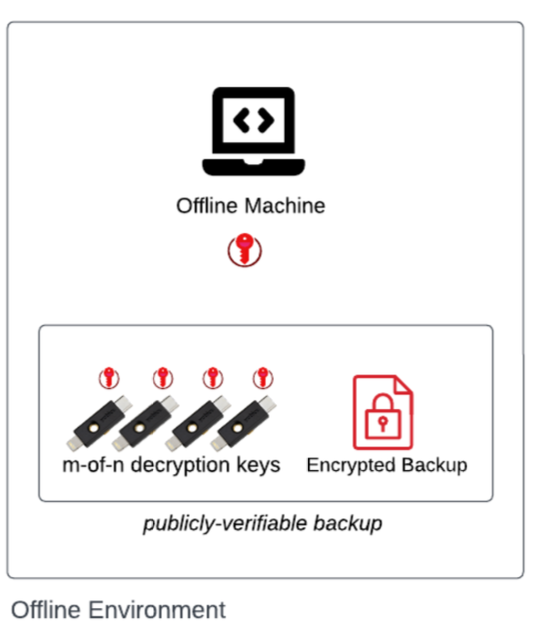 Offline Machine
m-of-n decryption keys
Encrypted Backup
publicly-verifiable backup
Offline Environment